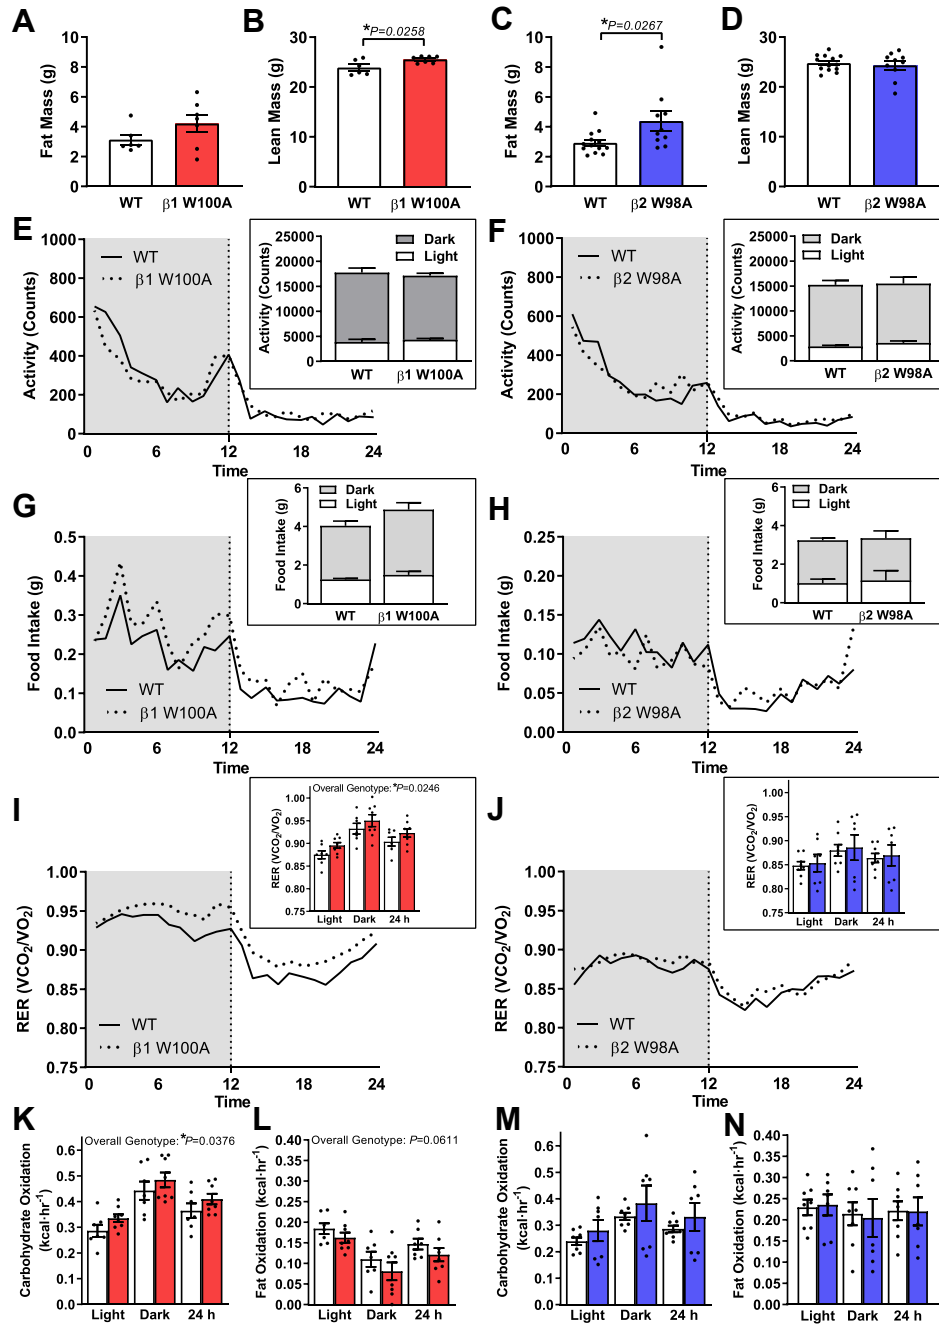 A
B
C
D
*P=0.0258
*P=0.0267
Fat Mass (g)
10
8
6
4
2
0
WT
β1 W100A
Lean Mass (g)
30
20
10
0
WT
β1 W100A
Fat Mass (g)
10
8
6
4
2
0
WT
β2 W98A
Lean Mass (g)
30
20
10
0
WT
β2 W98A
E
Activity (Counts)
1000
800
600
400
200
0
WT
β1 W100A
0
6
12
18
24
Time
Activity (Counts)
25000
20000
15000
10000
5000
0
Dark
Light
WT
β1 W100A
F
Activity (Counts)
1000
800
600
400
200
0
WT
β2 W98A
0
6
12
18
24
Time
Activity (Counts)
25000
20000
15000
10000
5000
0
Dark
Light
WT
β2 W98A
G
Food Intake (g)
0.5
0.4
0.3
0.2
0.1
0.0
WT
β1 W100A
0
6
12
18
24
Time
Food Intake (g)
6
4
2
0
Dark
Light
WT
β1 W100A
H
Food Intake (g)
0.25
0.20
0.15
0.10
0.05
0.00
WT
β2 W98A
0
6
12
18
24
Time
Food Intake (g)
6
4
2
0
Dark
Light
WT
β2 W98A
I
RER (VCO2/VO2)
1.00
0.95
0.90
0.85
0.80
0.75
WT
β1 W100A
0
6
12
18
24
Time
Overall Genotype: *P=0.0246
RER (VCO2/VO2)
1.00
0.95
0.90
0.85
0.80
0.75
Light
Dark
24 h
J
RER (VCO2/VO2)
1.00
0.95
0.90
0.85
0.80
0.75
WT
β2 W98A
0
6
12
18
24
Time
RER (VCO2/VO2)
1.00
0.95
0.90
0.85
0.80
0.75
Light
Dark
24 h
K
Overall Genotype: *P=0.0376
Carbohydrate Oxidation
(kcal·hr-1)
0.6
0.5
0.4
0.3
0.2
0.1
0.0
Light
Dark
24 h
L
Overall Genotype: P=0.0611
Fat Oxidation (kcal·hr-1)
0.40
0.35
0.30
0.25
0.20
0.15
0.10
0.05
0.00
Light
Dark
24 h
M
Carbohydrate Oxidation
(kcal·hr-1)
0.6
0.5
0.4
0.3
0.2
0.1
0.0
Light
Dark
24 h
N
Fat Oxidation (kcal·hr-1)
0.40
0.35
0.30
0.25
0.20
0.15
0.10
0.05
0.00
Light
Dark
24 h